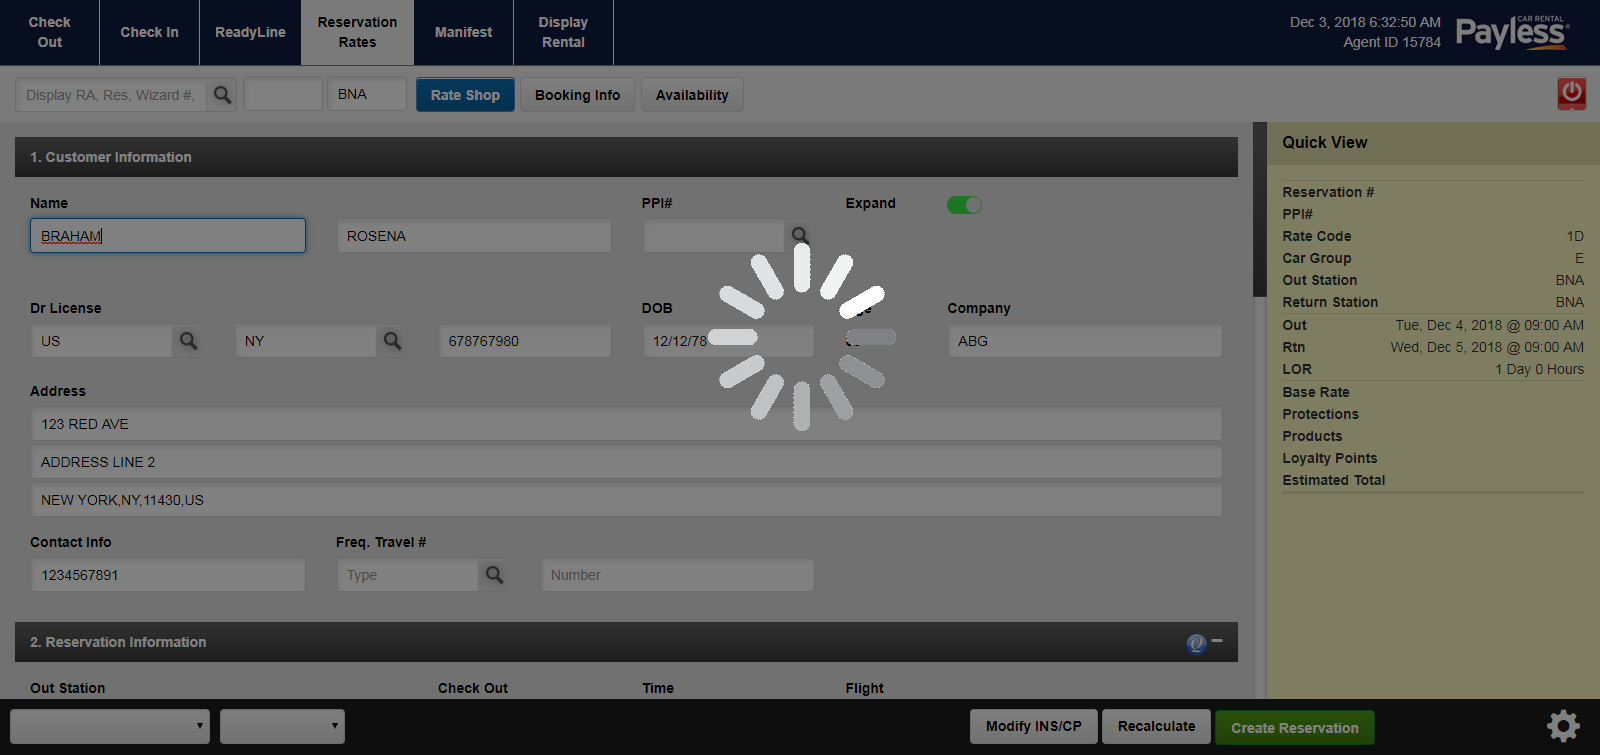 Check Out
Check In
ReadyLine
Reservation Rates
Manifest
Display Rental
Dec 3, 2018 6:32:50 AM
Agent ID 15784
CAR RENTAL
Payless
Display RA, Res, Wizard #,
BNA
Rate Shop
Booking Info
Availability
1. Customer Information
Name
PPI#
Expand
BRAHAM
ROSENA
Dr License
DOB
Company
US
NY
678767980
12/12/78
ABG
Address
123 RED AVE
ADDRESS LINE 2
NEW YORK,NY,11430,US
Contact Info
Freq. Travel #
1234567891
Type
Number
2. Reservation Information
Out Station
Check Out
Time
Flight
Quick View
Reservation #
PPI#
Rate Code 1D
Car Group E
Out Station BNA
Return Station BNA
Out Tue, Dec 4, 2018 @ 09:00 AM
Rtn Wed, Dec 5, 2018 @ 09:00 AM
LOR 1 Day 0 Hours
Base Rate
Protections
Products
Loyalty Points
Estimated Total
Modify INS/CP
Recalculate
Create Reservation